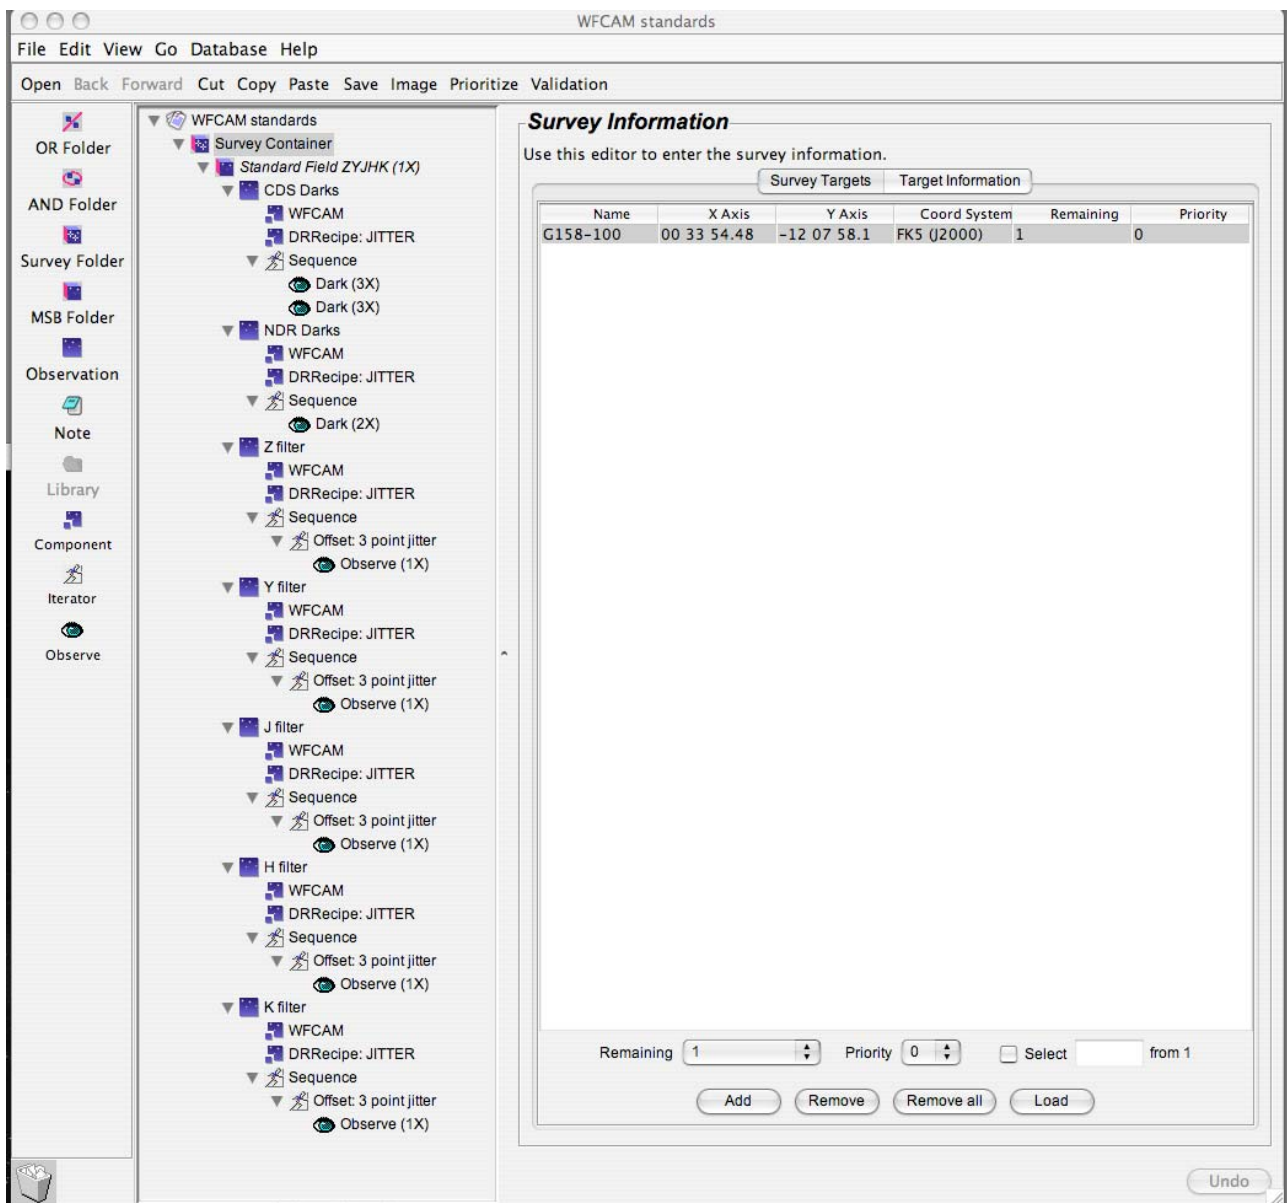 WFCAM standards
File Edit View Go Database Help
Open Back Forward Cut Copy Paste Save Image Prioritize Validation
OR Folder
AND Folder
Survey Folder
MSB Folder
Observation
Note
Library
Component
Iterator
Observe
WFCAM standards
Survey Container
Standard Field ZYJHK (1X)
CDS Darks
WFCAM
DRRecipe: JITTER
Sequence
Dark (3X)
Dark (3X)
NDR Darks
WFCAM
DRRecipe: JITTER
Sequence
Dark (2X)
Z filter
WFCAM
DRRecipe: JITTER
Sequence
Offset: 3 point jitter
Observe (1X)
Y filter
WFCAM
DRRecipe: JITTER
Sequence
Offset: 3 point jitter
Observe (1X)
J filter
WFCAM
DRRecipe: JITTER
Sequence
Offset: 3 point jitter
Observe (1X)
H filter
WFCAM
DRRecipe: JITTER
Sequence
Offset: 3 point jitter
Observe (1X)
K filter
WFCAM
DRRecipe: JITTER
Sequence
Offset: 3 point jitter
Observe (1X)
Survey Information
Use this editor to enter the survey information.
Survey Targets Target Information
Name X Axis Y Axis Coord System Remaining Priority
G158-100 00 33 54.48 -12 07 58.1 FK5 (J2000) 1 0
Remaining 1 Priority 0 Select from 1
Add Remove Remove all Load
Undo